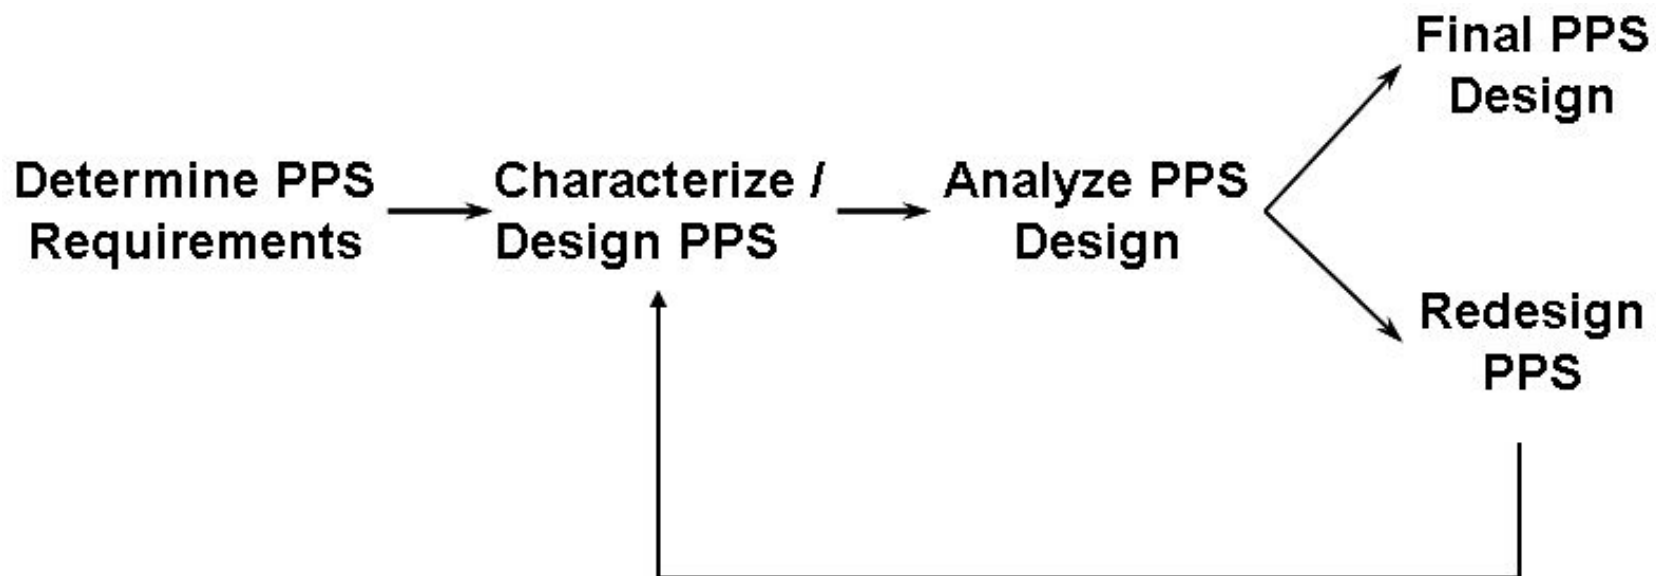 Determine PPS
Requirements
Characterize /
Design PPS
Analyze PPS
Design
Final PPS
Design
Redesign
PPS